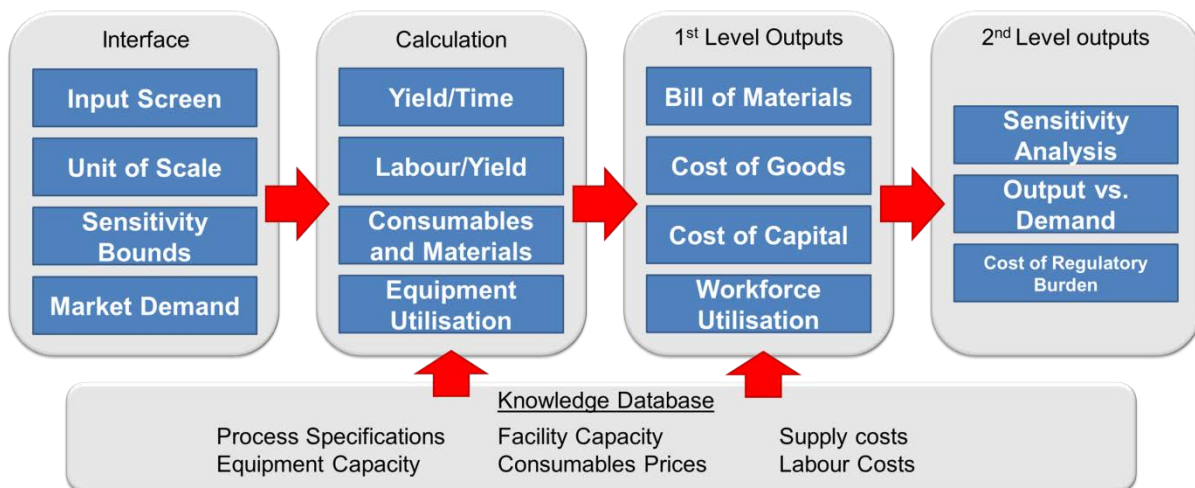 Interface
Input Screen
Unit of Scale
Sensitivity
Bounds
Market Demand
Calculation
Yield/Time
Labour/Yield
Consumables
and Materials
Equipment
Utilisation
1st Level Outputs
Bill of Materials
Cost of Goods
Cost of Capital
Workforce
Utilisation
2nd Level outputs
Sensitivity
Analysis
Output vs.
Demand
Cost of Regulatory
Burden
Knowledge Database
Process Specifications
Equipment Capacity
Facility Capacity
Consumables Prices
Supply costs
Labour Costs